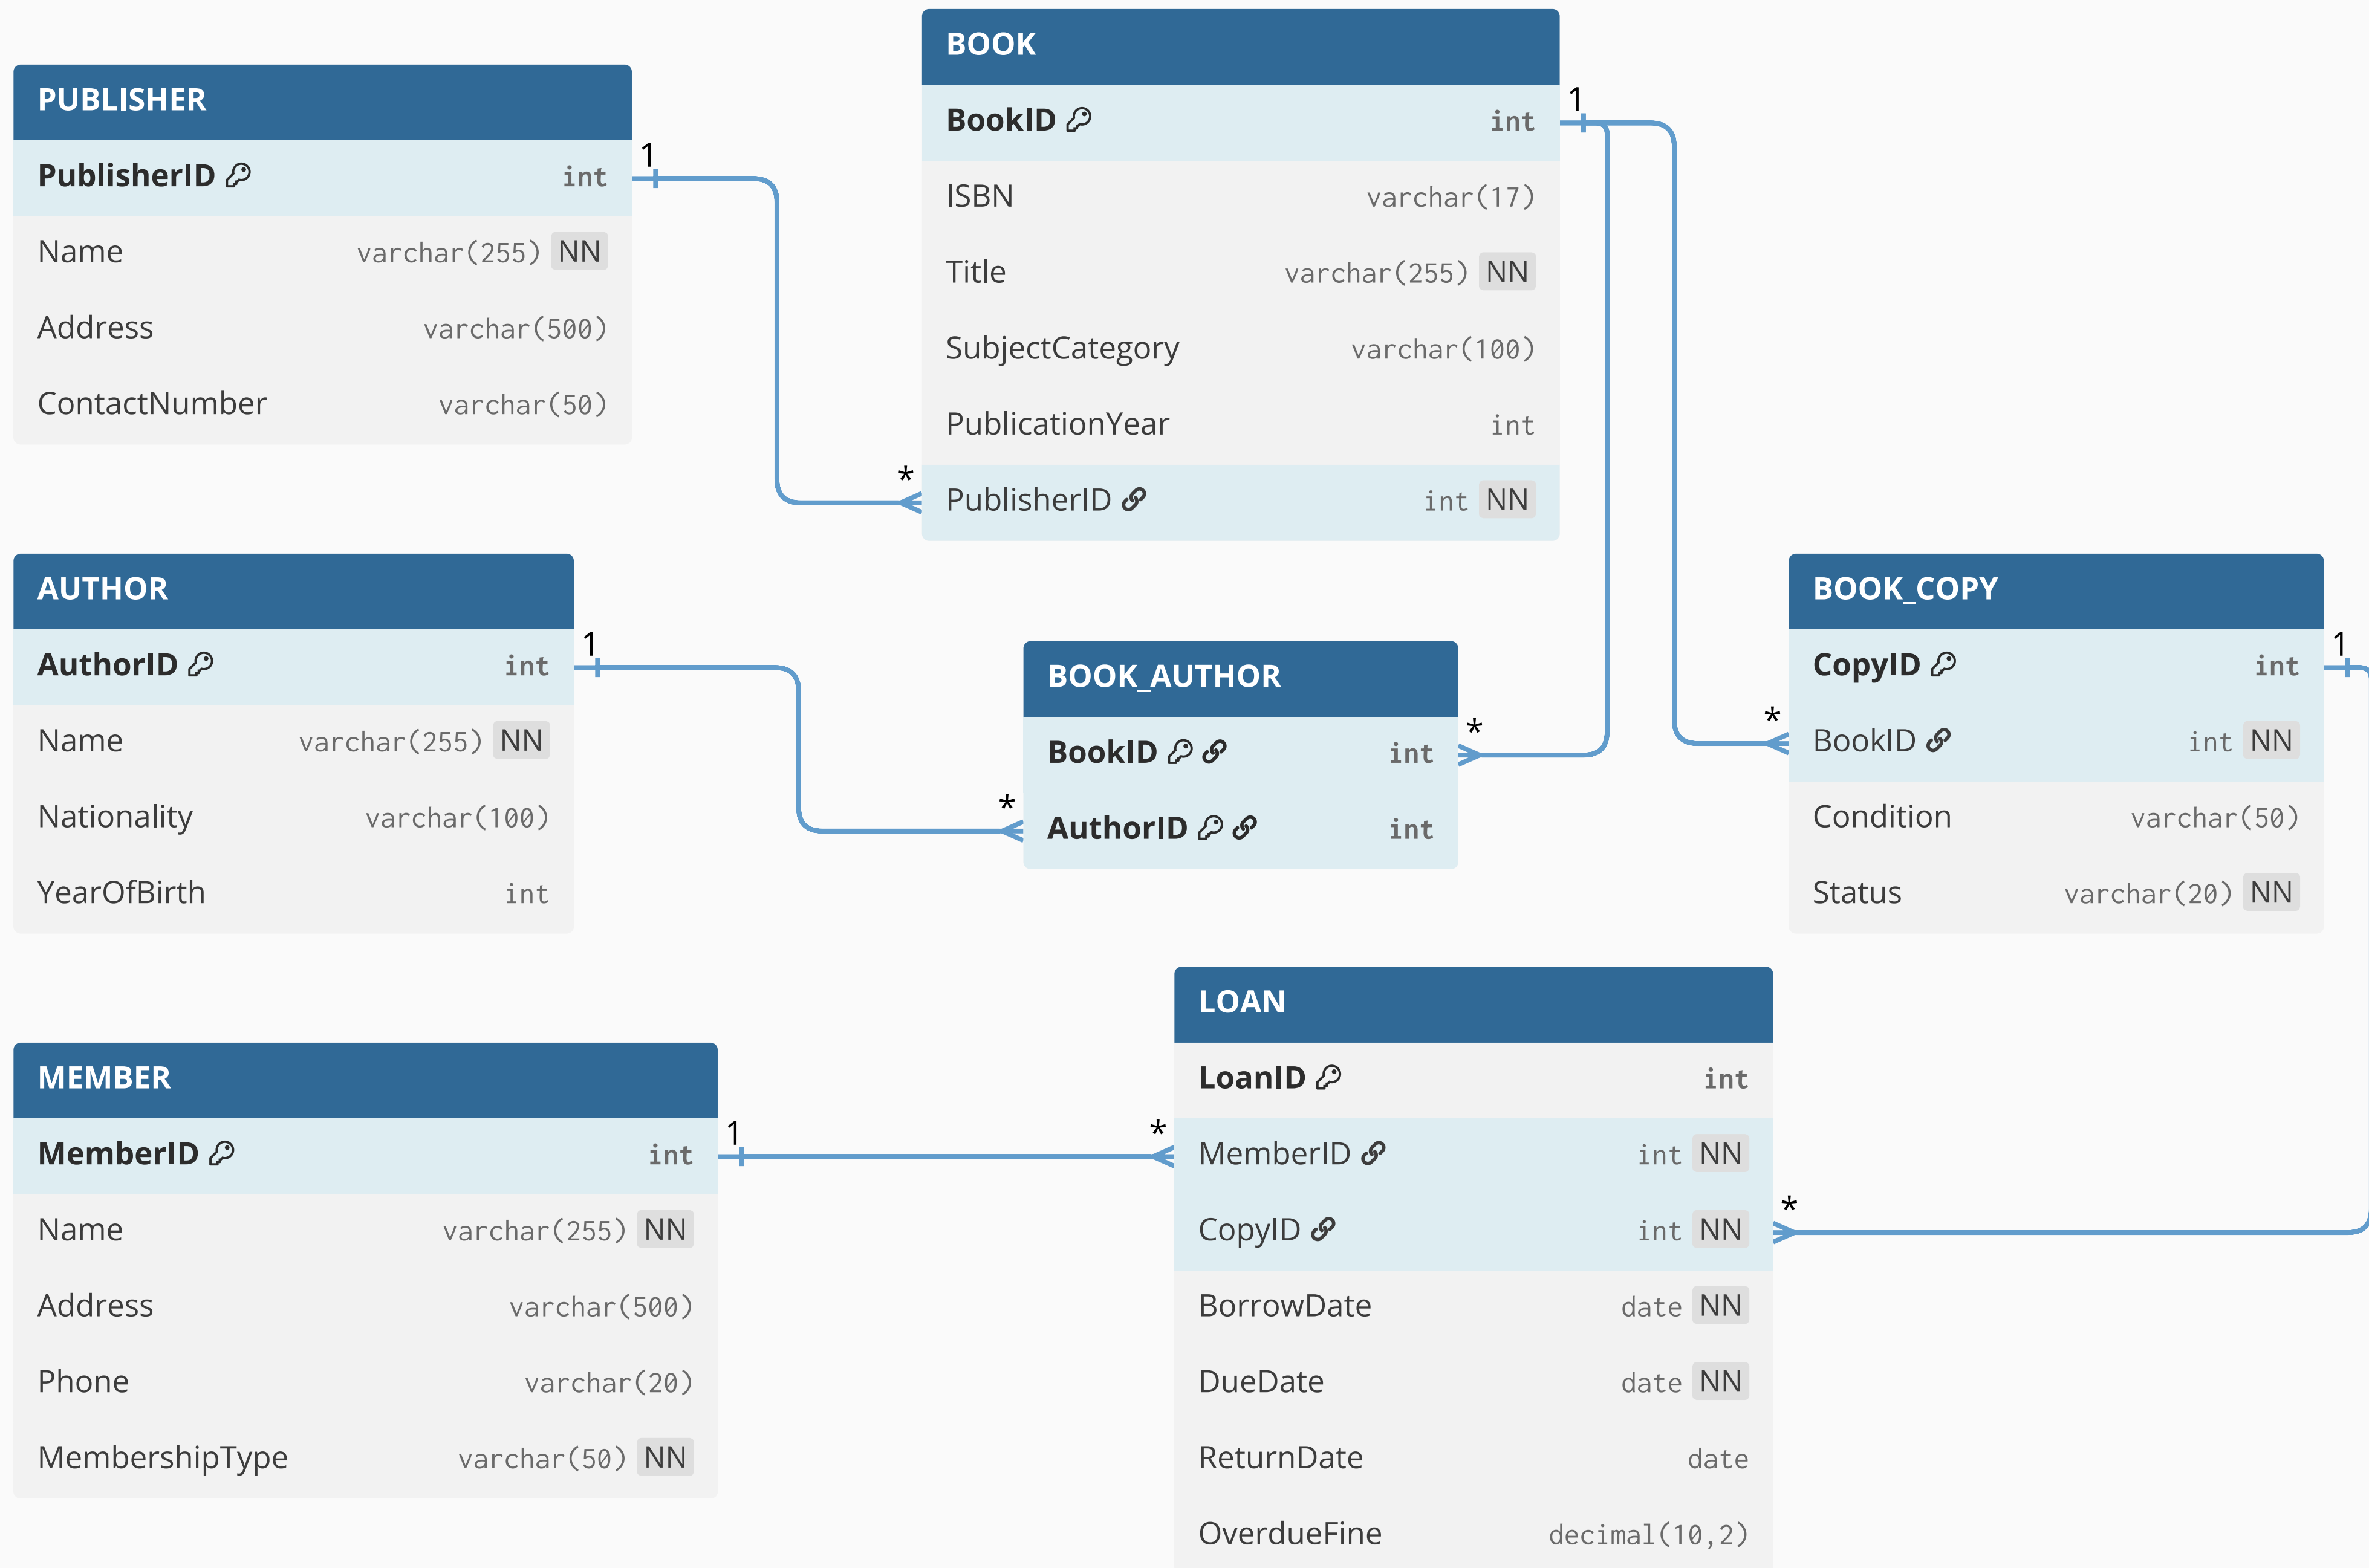 PUBLISHER
PublisherID int
Name varchar(255) NN
Address varchar(500)
ContactNumber varchar(50)
1
*
BOOK
BookID int
ISBN varchar(17)
Title varchar(255) NN
SubjectCategory varchar(100)
PublicationYear int
PublisherID int NN
1
AUTHOR
AuthorID int
Name varchar(255) NN
Nationality varchar(100)
YearOfBirth int
1
*
BOOK_AUTHOR
BookID int
AuthorID int
*
*
BOOK_COPY
CopyID int
BookID int NN
Condition varchar(50)
Status varchar(20) NN
1
MEMBER
MemberID int
Name varchar(255) NN
Address varchar(500)
Phone varchar(20)
MembershipType varchar(50) NN
1
*
LOAN
LoanID int
MemberID int NN
CopyID int NN
BorrowDate date NN
DueDate date NN
ReturnDate date
OverdueFine decimal(10,2)
*